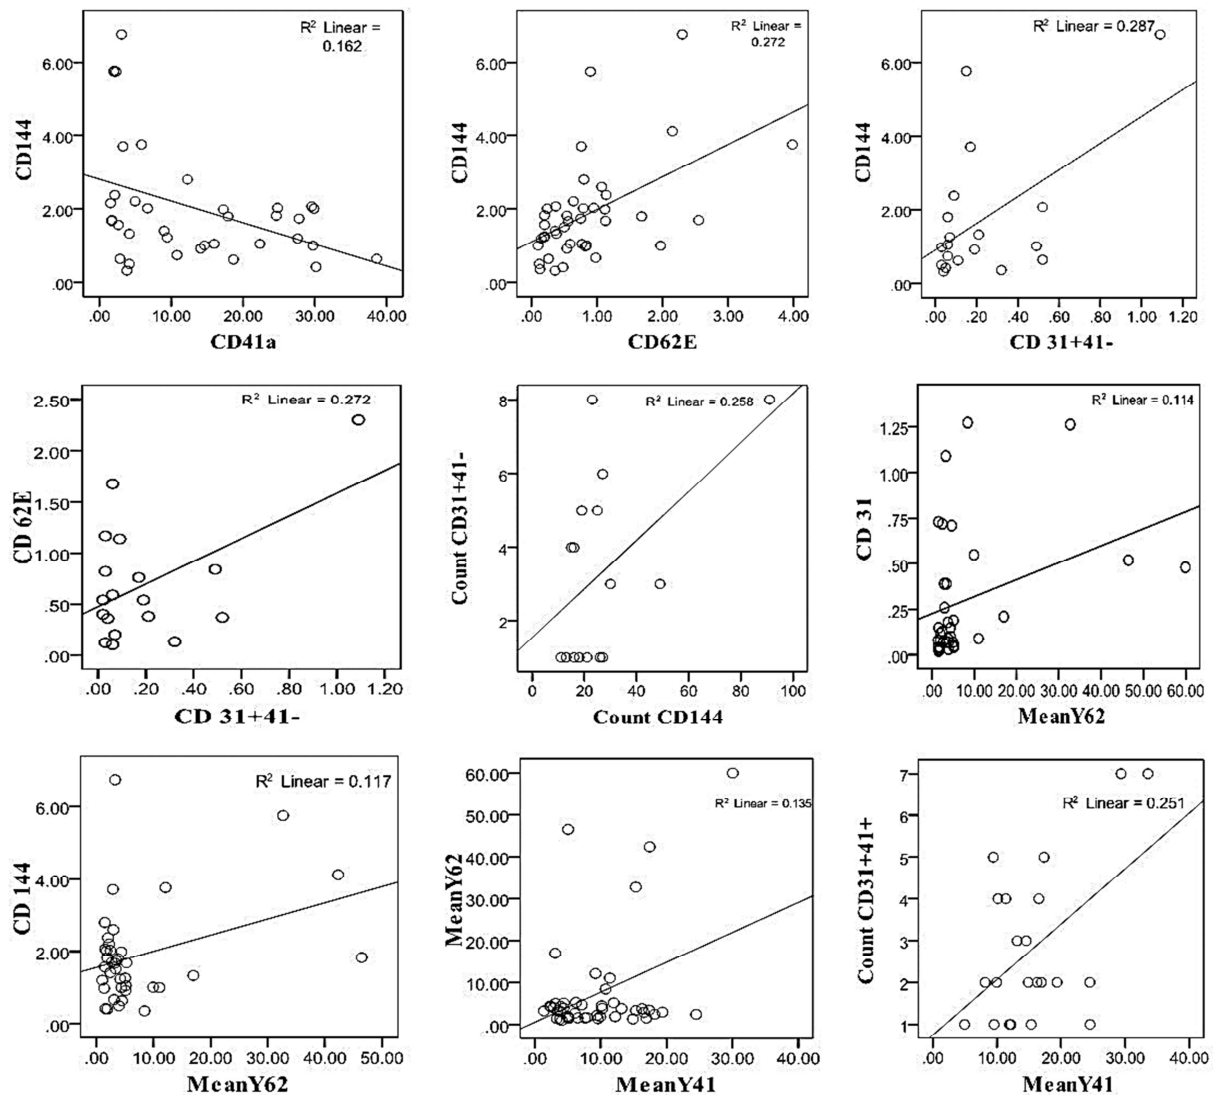 R² Linear =
0.162
CD144
6.00
4.00
2.00
.00
.00 10.00 20.00 30.00 40.00
CD41a
R² Linear =
0.272
CD144
6.00
4.00
2.00
.00
.00 1.00 2.00 3.00 4.00
CD62E
R² Linear = 0.287
CD144
6.00
4.00
2.00
.00
.00 .20 .40 .60 .80 1.00 1.20
CD 31+41-
R² Linear = 0.272
CD 62E
2.50
2.00
1.50
1.00
.50
.00
.00 .20 .40 .60 .80 1.00 1.20
CD 31+41-
R² Linear = 0.258
Count CD31+41-
8
6
4
2
0 20 40 60 80 100
Count CD144
R² Linear = 0.114
CD 31
1.25
1.00
.75
.50
.25
.00
.00 10.00 20.00 30.00 40.00 50.00 60.00
MeanY62
R² Linear = 0.117
CD 144
6.00
4.00
2.00
.00
.00 10.00 20.00 30.00 40.00 50.00
MeanY62
R² Linear = 0.135
MeanY62
60.00
50.00
40.00
30.00
20.00
10.00
.00
.00 10.00 20.00 30.00 40.00
MeanY41
R² Linear = 0.251
Count CD31+41+
7
6
5
4
3
2
1
.00 10.00 20.00 30.00 40.00
MeanY41